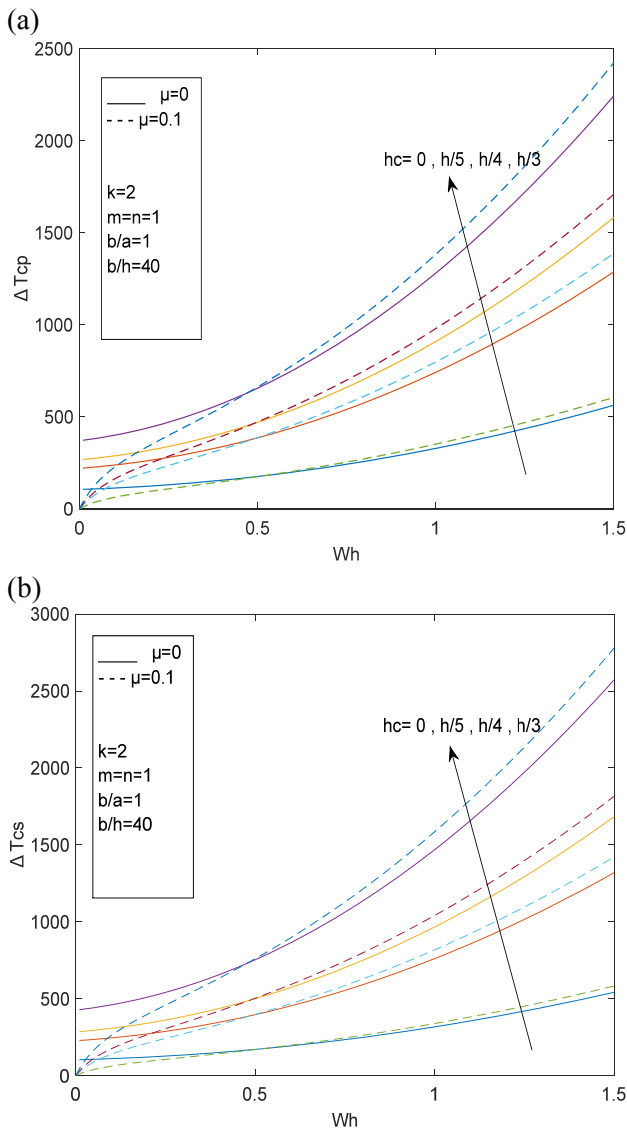 (a)
2500
2000
1500
1000
500
0
Δ Tcp
μ=0
μ=0.1
k=2
m=n=1
b/a=1
b/h=40
hc= 0 , h/5 , h/4 , h/3
0 0.5 1 1.5
Wh
(b)
3000
2500
2000
1500
1000
500
0
Δ Tcs
μ=0
μ=0.1
k=2
m=n=1
b/a=1
b/h=40
hc= 0 , h/5 , h/4 , h/3
0 0.5 1 1.5
Wh